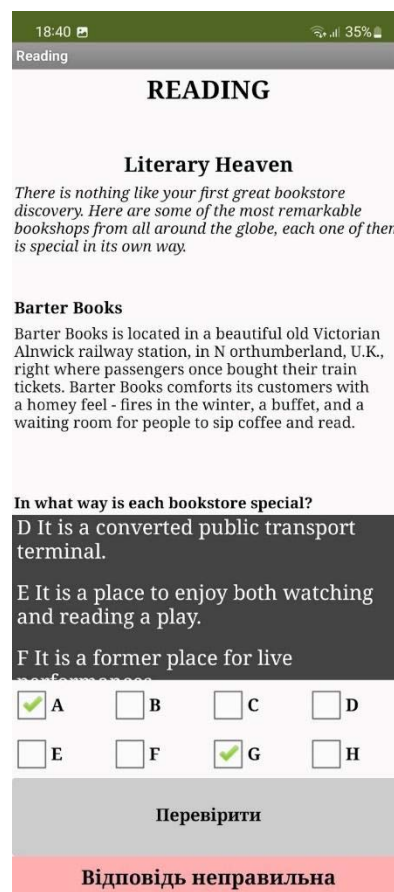 18:40 35%
Reading
READING
Literary Heaven
There is nothing like your first great bookstore
discovery. Here are some of the most remarkable
bookshops from all around the globe, each one of them
is special in its own way.
Barter Books
Barter Books is located in a beautiful old Victorian
Alnwick railway station, in N orthumberland, U.K.,
right where passengers once bought their train
tickets. Barter Books comforts its customers with
a homey feel - fires in the winter, a buffet, and a
waiting room for people to sip coffee and read.
In what way is each bookstore special?
D It is a converted public transport
terminal.
E It is a place to enjoy both watching
and reading a play.
F It is a former place for live
performances
A B C D
E F G H
Перевірити
Відповідь неправильна